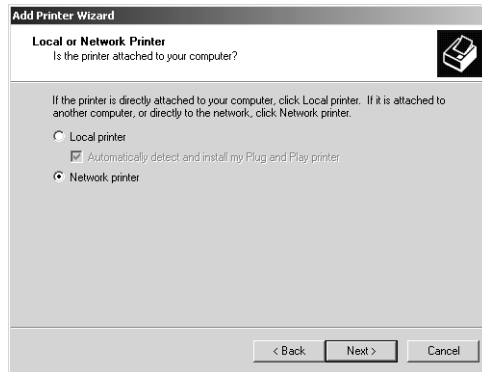 Add Printer Wizard
Local or Network Printer
Is the printer attached to your computer?
If the printer is directly attached to your computer, click Local printer. If it is attached to
another computer, or directly to the network, click Network printer.
Local printer
Automatically detect and install my Plug and Play printer
Network printer
< Back Next > Cancel